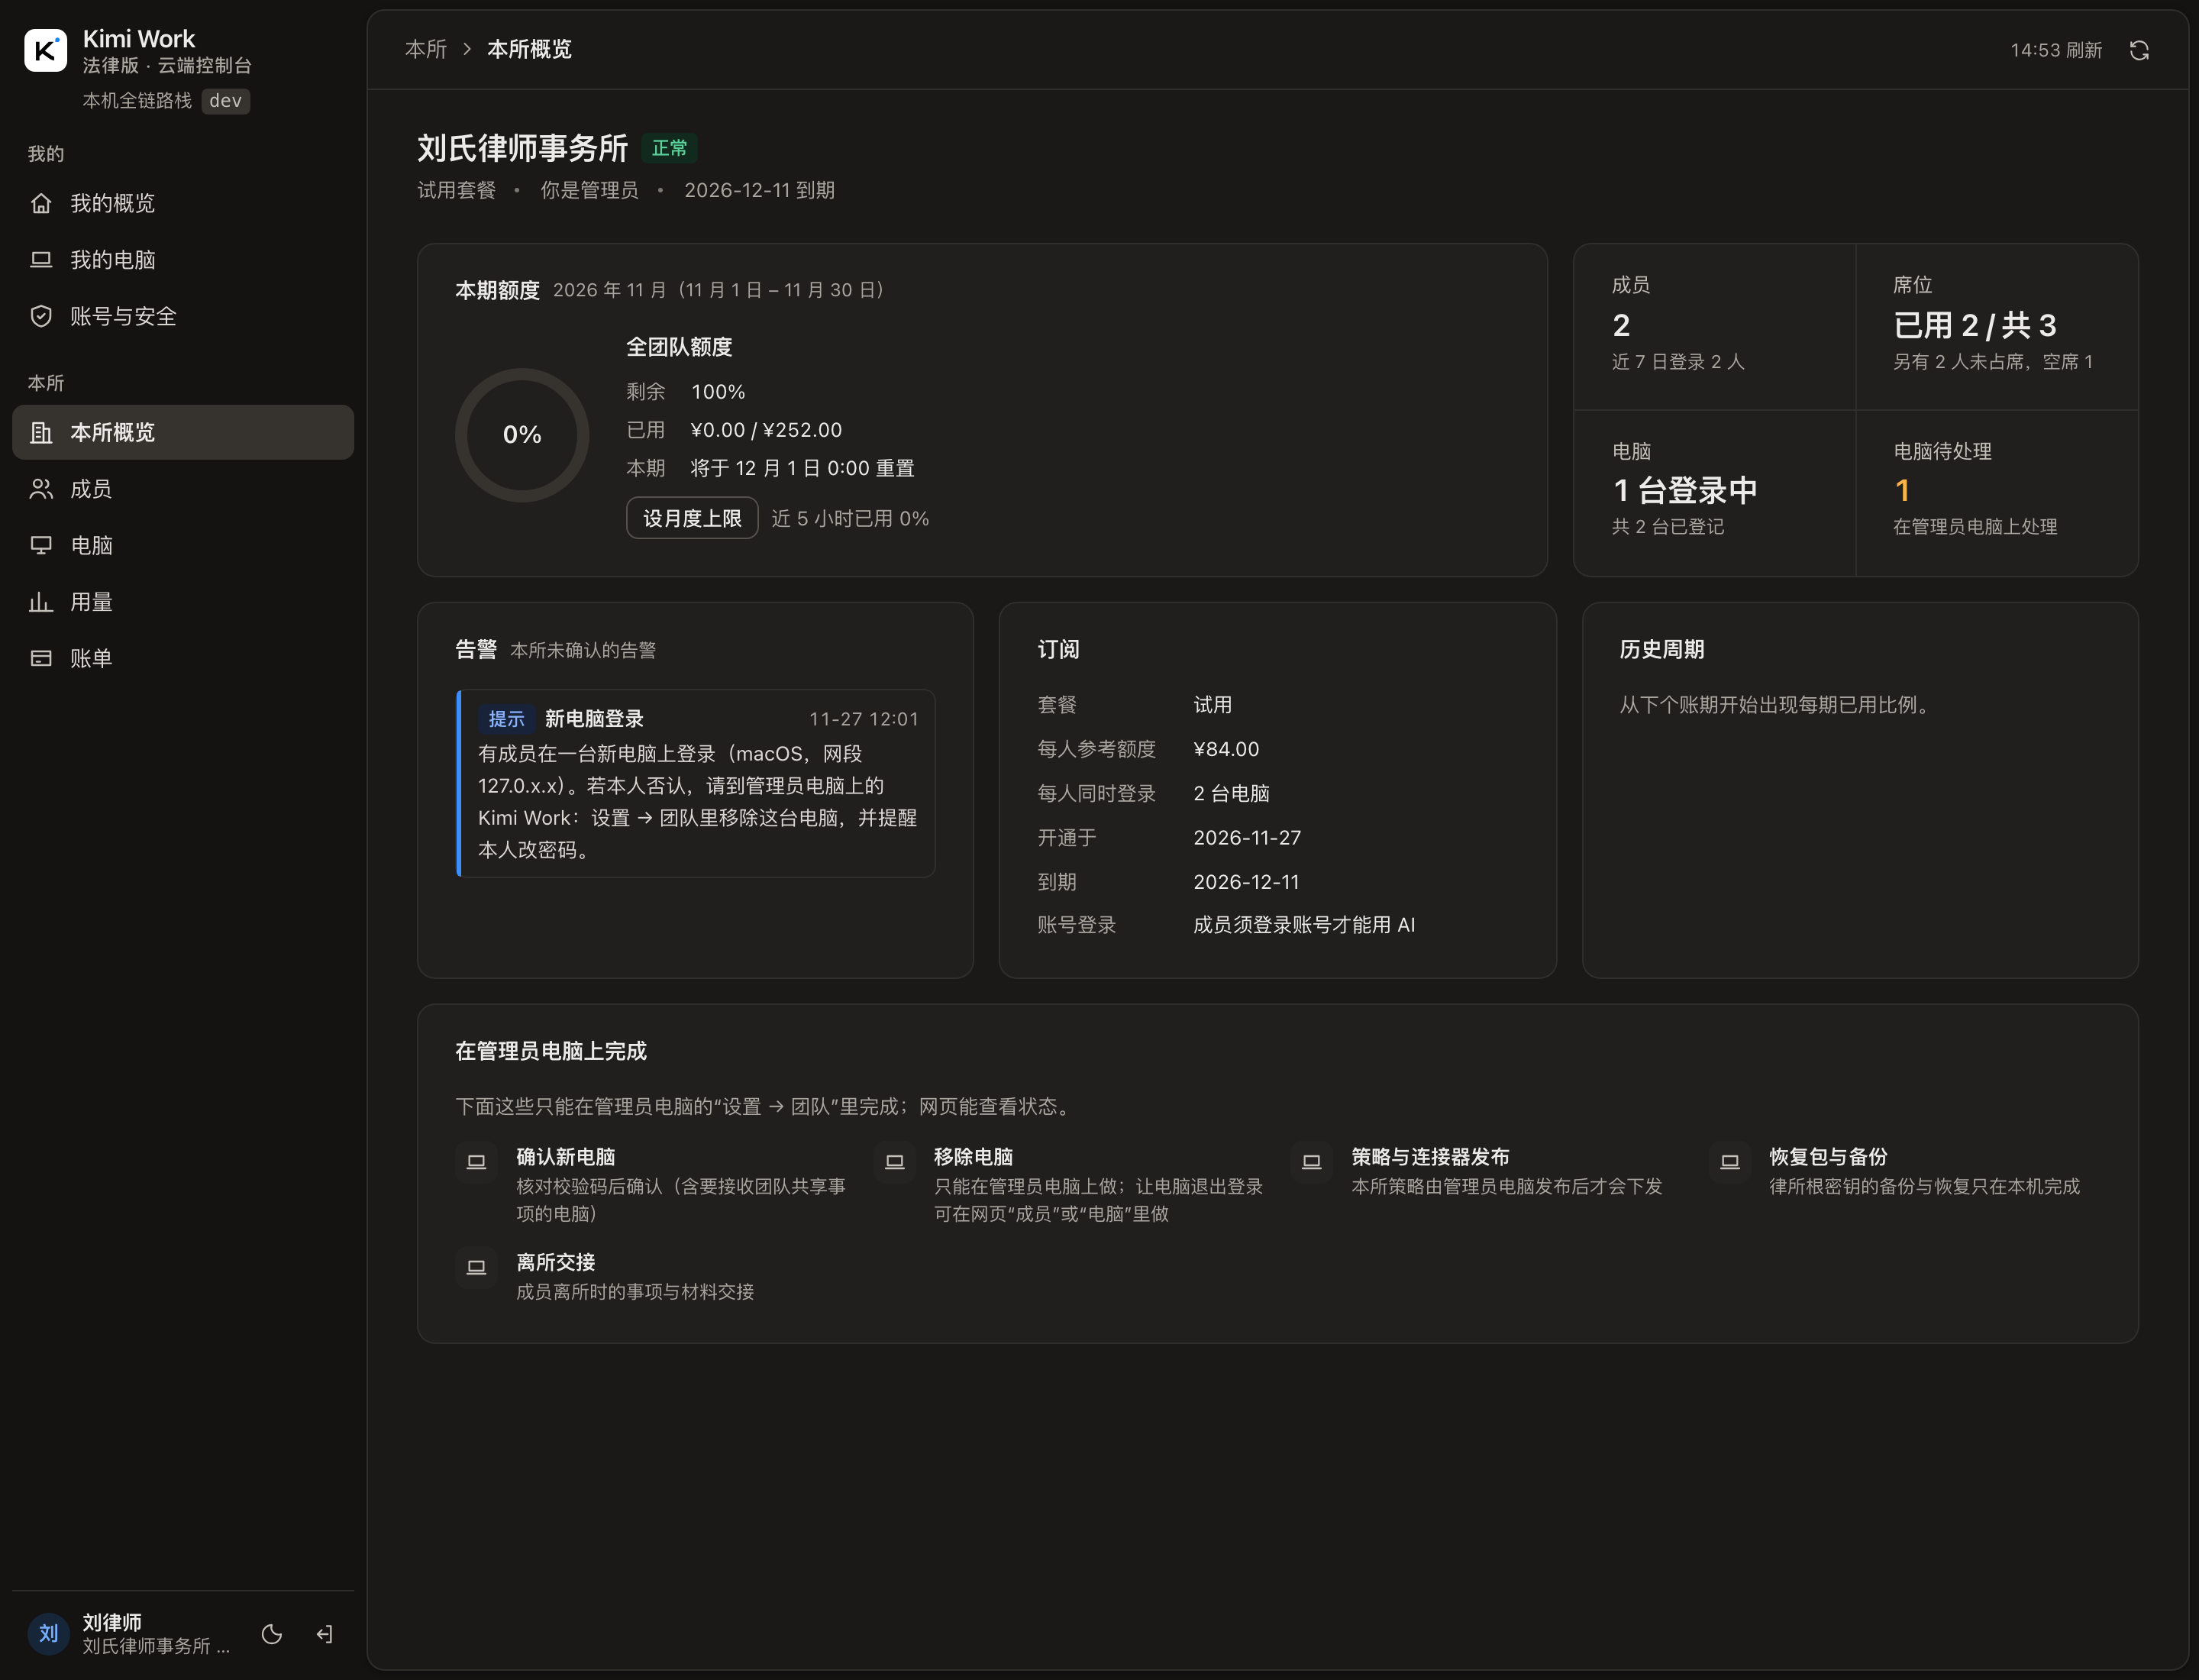 Kimi Work
法律版 · 云端控制台
本机全链路栈 dev
我的
我的概览
我的电脑
账号与安全
本所
本所概览
成员
电脑
用量
账单
刘
刘律师
刘氏律师事务所 ...
本所 > 本所概览
14:53 刷新
刘氏律师事务所 正常
试用套餐 • 你是管理员 • 2026-12-11 到期
本期额度 2026 年 11 月（11 月 1 日 – 11 月 30 日）
0%
全团队额度
剩余 100%
已用 ¥0.00 / ¥252.00
本期 将于 12 月 1 日 0:00 重置
设月度上限 近 5 小时已用 0%
成员
2
近 7 日登录 2 人
席位
已用 2 / 共 3
另有 2 人未占席，空席 1
电脑
1 台登录中
共 2 台已登记
电脑待处理
1
在管理员电脑上处理
告警 本所未确认的告警
提示 新电脑登录 11-27 12:01
有成员在一台新电脑上登录（macOS，网段
127.0.x.x）。若本人否认，请到管理员电脑上的
Kimi Work：设置 → 团队里移除这台电脑，并提醒
本人改密码。
订阅
套餐 试用
每人参考额度 ¥84.00
每人同时登录 2 台电脑
开通于 2026-11-27
到期 2026-12-11
账号登录 成员须登录账号才能用 AI
历史周期
从下个账期开始出现每期已用比例。
在管理员电脑上完成
下面这些只能在管理员电脑的“设置 → 团队”里完成；网页能查看状态。
确认新电脑
核对校验码后确认（含要接收团队共享事
项的电脑）
移除电脑
只能在管理员电脑上做；让电脑退出登录
可在网页“成员”或“电脑”里做
策略与连接器发布
本所策略由管理员电脑发布后才会下发
恢复包与备份
律所根密钥的备份与恢复只在本机完成
离所交接
成员离所时的事项与材料交接